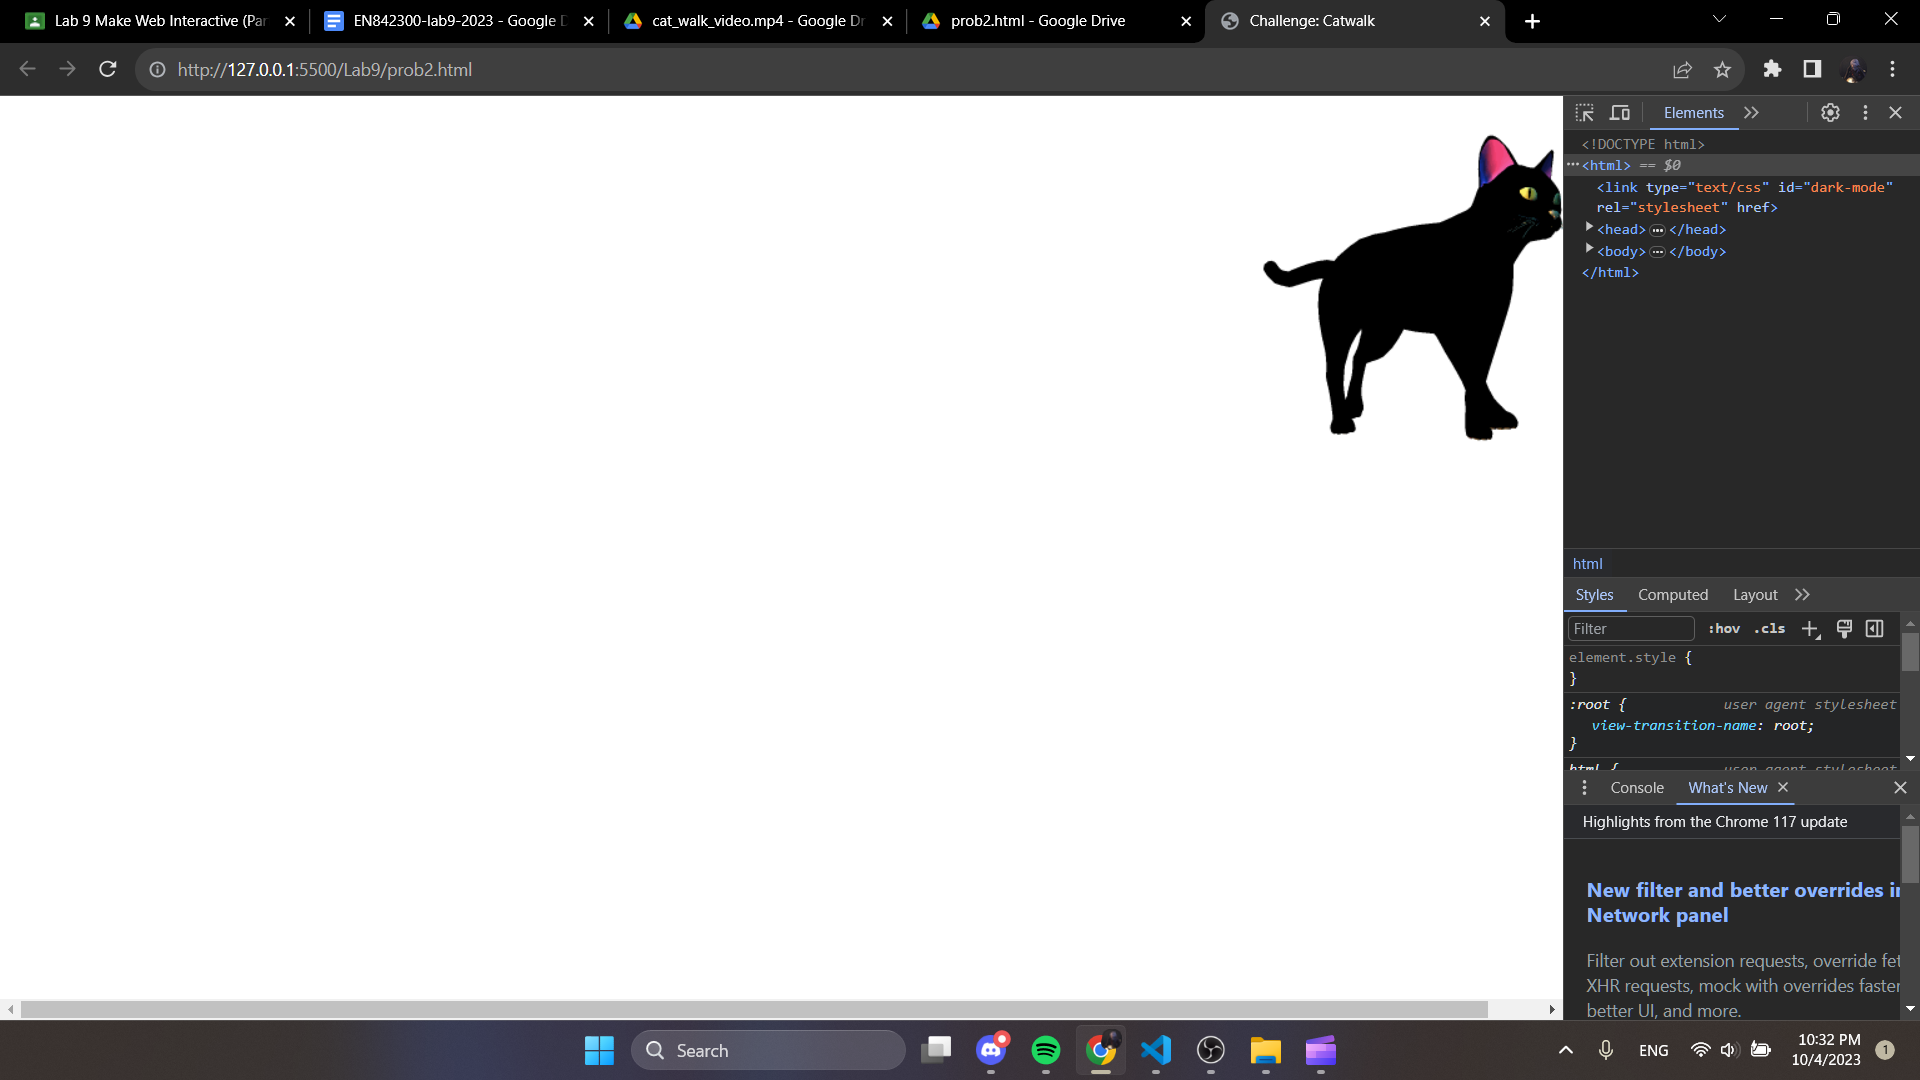 Lab 9 Make Web Interactive (Par
EN842300-lab9-2023 - Google D
cat_walk_video.mp4 - Google Dr
prob2.html - Google Drive
Challenge: Catwalk
http://127.0.0.1:5500/Lab9/prob2.html
Elements
<!DOCTYPE html>
<html> == $0
<link type="text/css" id="dark-mode"
rel="stylesheet" href>
<head> </head>
<body> </body>
</html>
html
Styles Computed Layout
Filter :hov .cls
element.style {
}
:root { user agent stylesheet
view-transition-name: root;
}
html { user agent stylesheet
Console What's New
Highlights from the Chrome 117 update
New filter and better overrides in
Network panel
Filter out extension requests, override fet
XHR requests, mock with overrides faster
better UI, and more.
Search
ENG
10:32 PM
10/4/2023
1